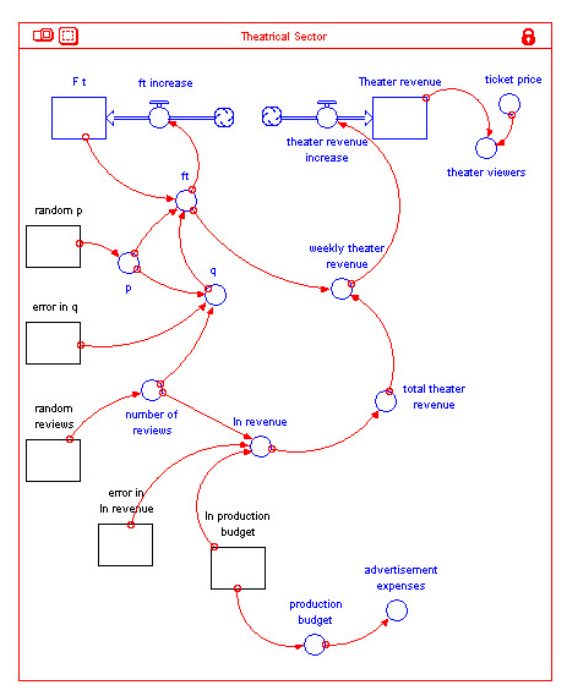 Theatrical Sector
F t
ft increase
Theater revenue
ticket price
theater revenue
increase
theater viewers
ft
random p
weekly theater
revenue
q
p
error in q
total theater
revenue
random
reviews
number of
reviews
ln revenue
error in
ln revenue
ln production
budget
advertisement
expenses
production
budget